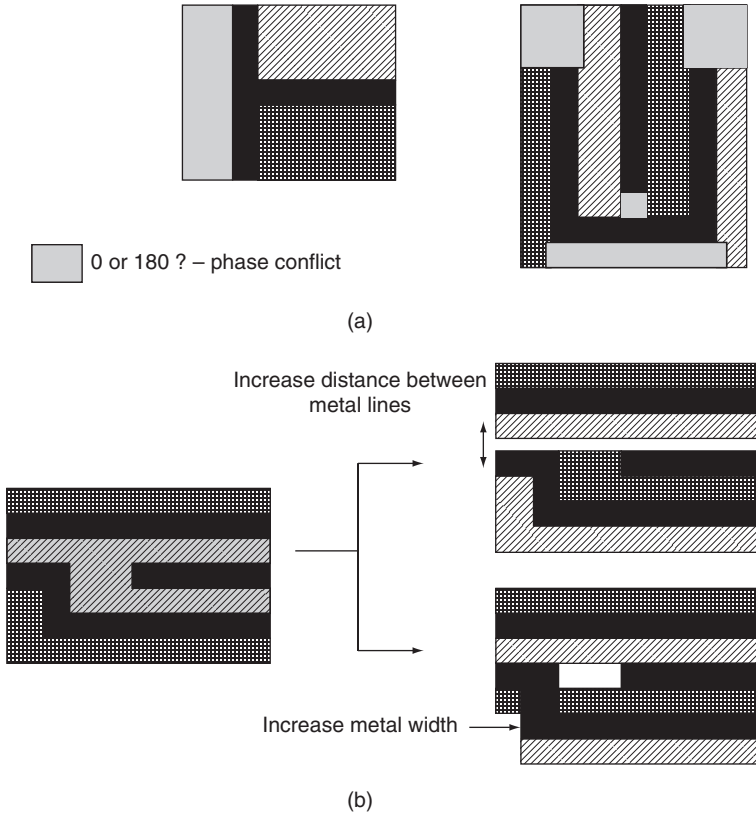 0 or 180 ? – phase conflict
(a)
Increase distance between
metal lines
Increase metal width
(b)